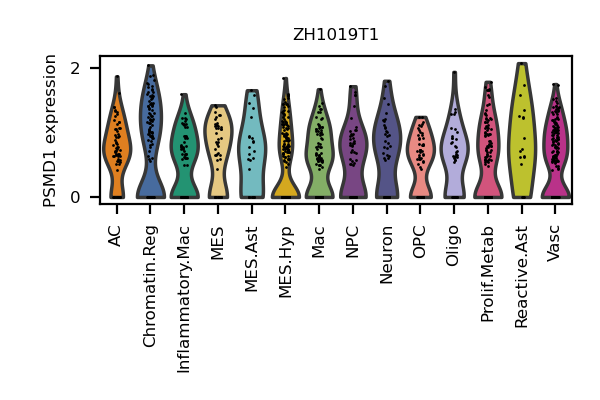 ZH1019T1
PSMD1 expression
2
0
AC
Chromatin.Reg
Inflammatory.Mac
MES
MES.Ast
MES.Hyp
Mac
NPC
Neuron
OPC
Oligo
Prolif.Metab
Reactive.Ast
Vasc